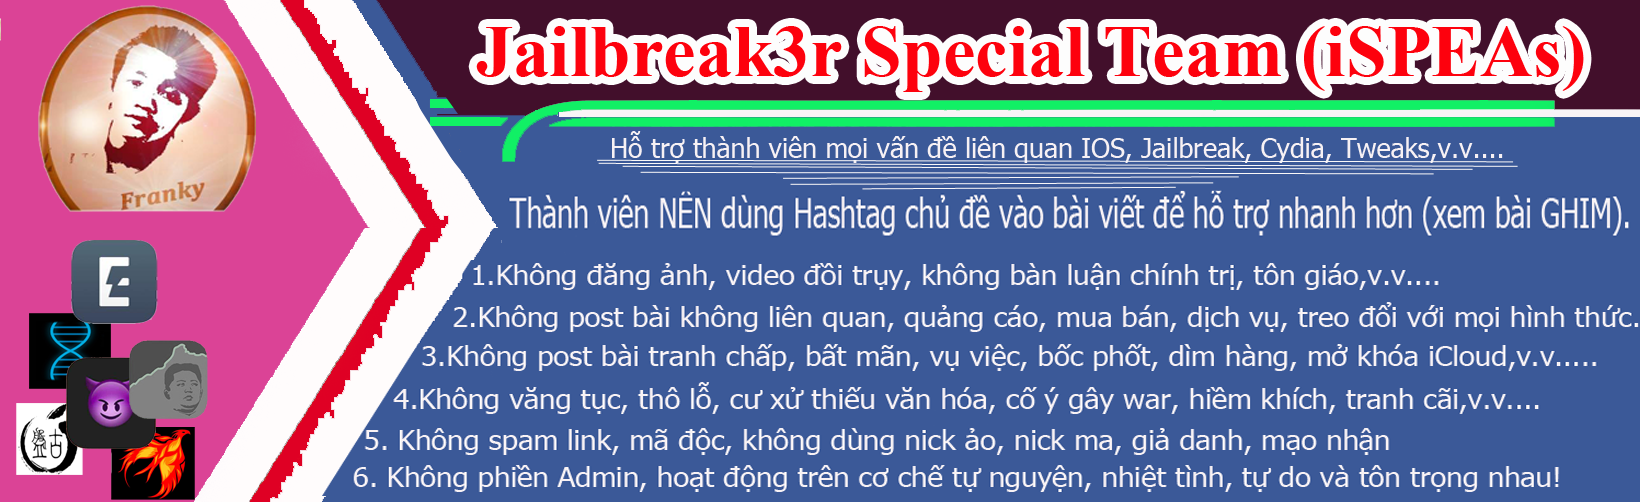 Jailbreak3r Special Team (iSPEAs)
Hỗ trợ thành viên mọi vấn đề liên quan IOS, Jailbreak, Cydia, Tweaks,v.v....
Thành viên NÊN dùng Hashtag chủ đề vào bài viết để hỗ trợ nhanh hơn (xem bài GHIM).
1.Không đăng ảnh, video đồi trụy, không bàn luận chính trị, tôn giáo,v.v....
2.Không post bài không liên quan, quảng cáo, mua bán, dịch vụ, treo đổi với mọi hình thức.
3.Không post bài tranh chấp, bất mãn, vụ việc, bốc phốt, dìm hàng, mở khóa iCloud,v.v.....
4.Không văng tục, thô lỗ, cư xử thiếu văn hóa, cố ý gây war, hiềm khích, tranh cãi,v.v....
5. Không spam link, mã độc, không dùng nick ảo, nick ma, giả danh, mạo nhận
6. Không phiền Admin, hoạt động trên cơ chế tự nguyện, nhiệt tình, tự do và tôn trọng nhau!
Franky
E